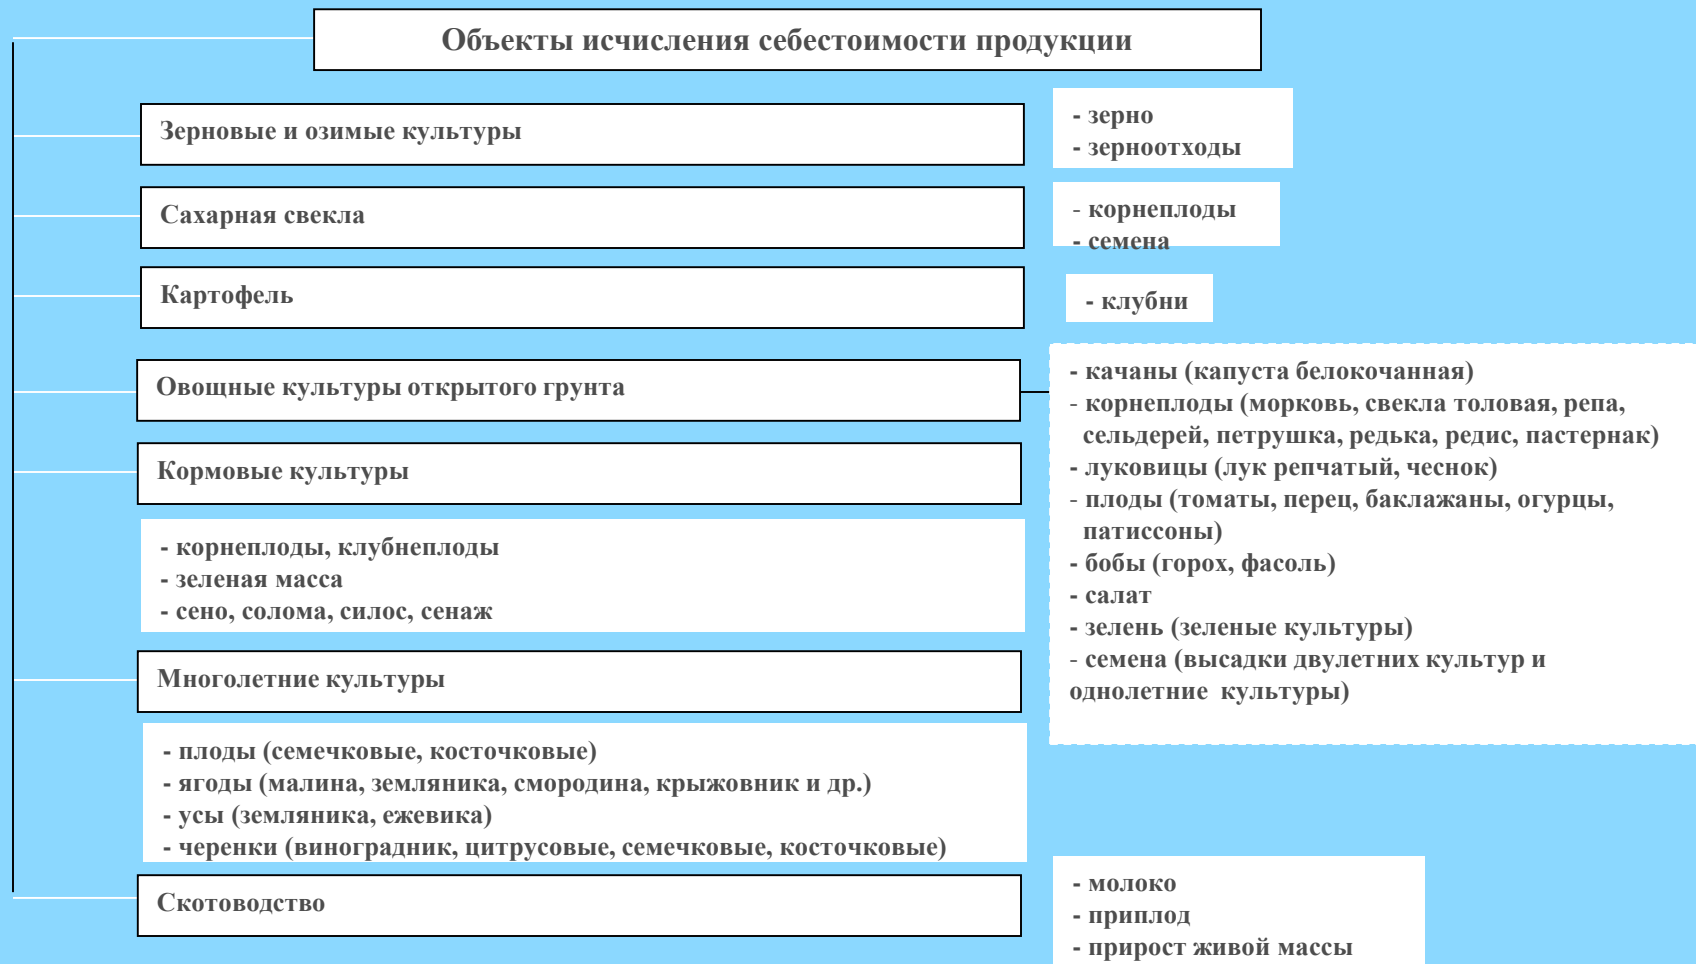 Объекты исчисления себестоимости продукции
Зерновые и озимые культуры
- зерно
- зерноотходы
Сахарная свекла
- корнеплоды
- семена
Картофель
- клубни
Овощные культуры открытого грунта
- качаны (капуста белокочанная)
- корнеплоды (морковь, свекла толовая, репа,
сельдерей, петрушка, редька, редис, пастернак)
- луковицы (лук репчатый, чеснок)
- плоды (томаты, перец, баклажаны, огурцы,
патиссоны)
- бобы (горох, фасоль)
- салат
- зелень (зеленые культуры)
- семена (высадки двулетних культур и
однолетние культуры)
Кормовые культуры
- корнеплоды, клубнеплоды
- зеленая масса
- сено, солома, силос, сенаж
Многолетние культуры
- плоды (семечковые, косточковые)
- ягоды (малина, земляника, смородина, крыжовник и др.)
- усы (земляника, ежевика)
- черенки (виноградник, цитрусовые, семечковые, косточковые)
Скотоводство
- молоко
- приплод
- прирост живой массы